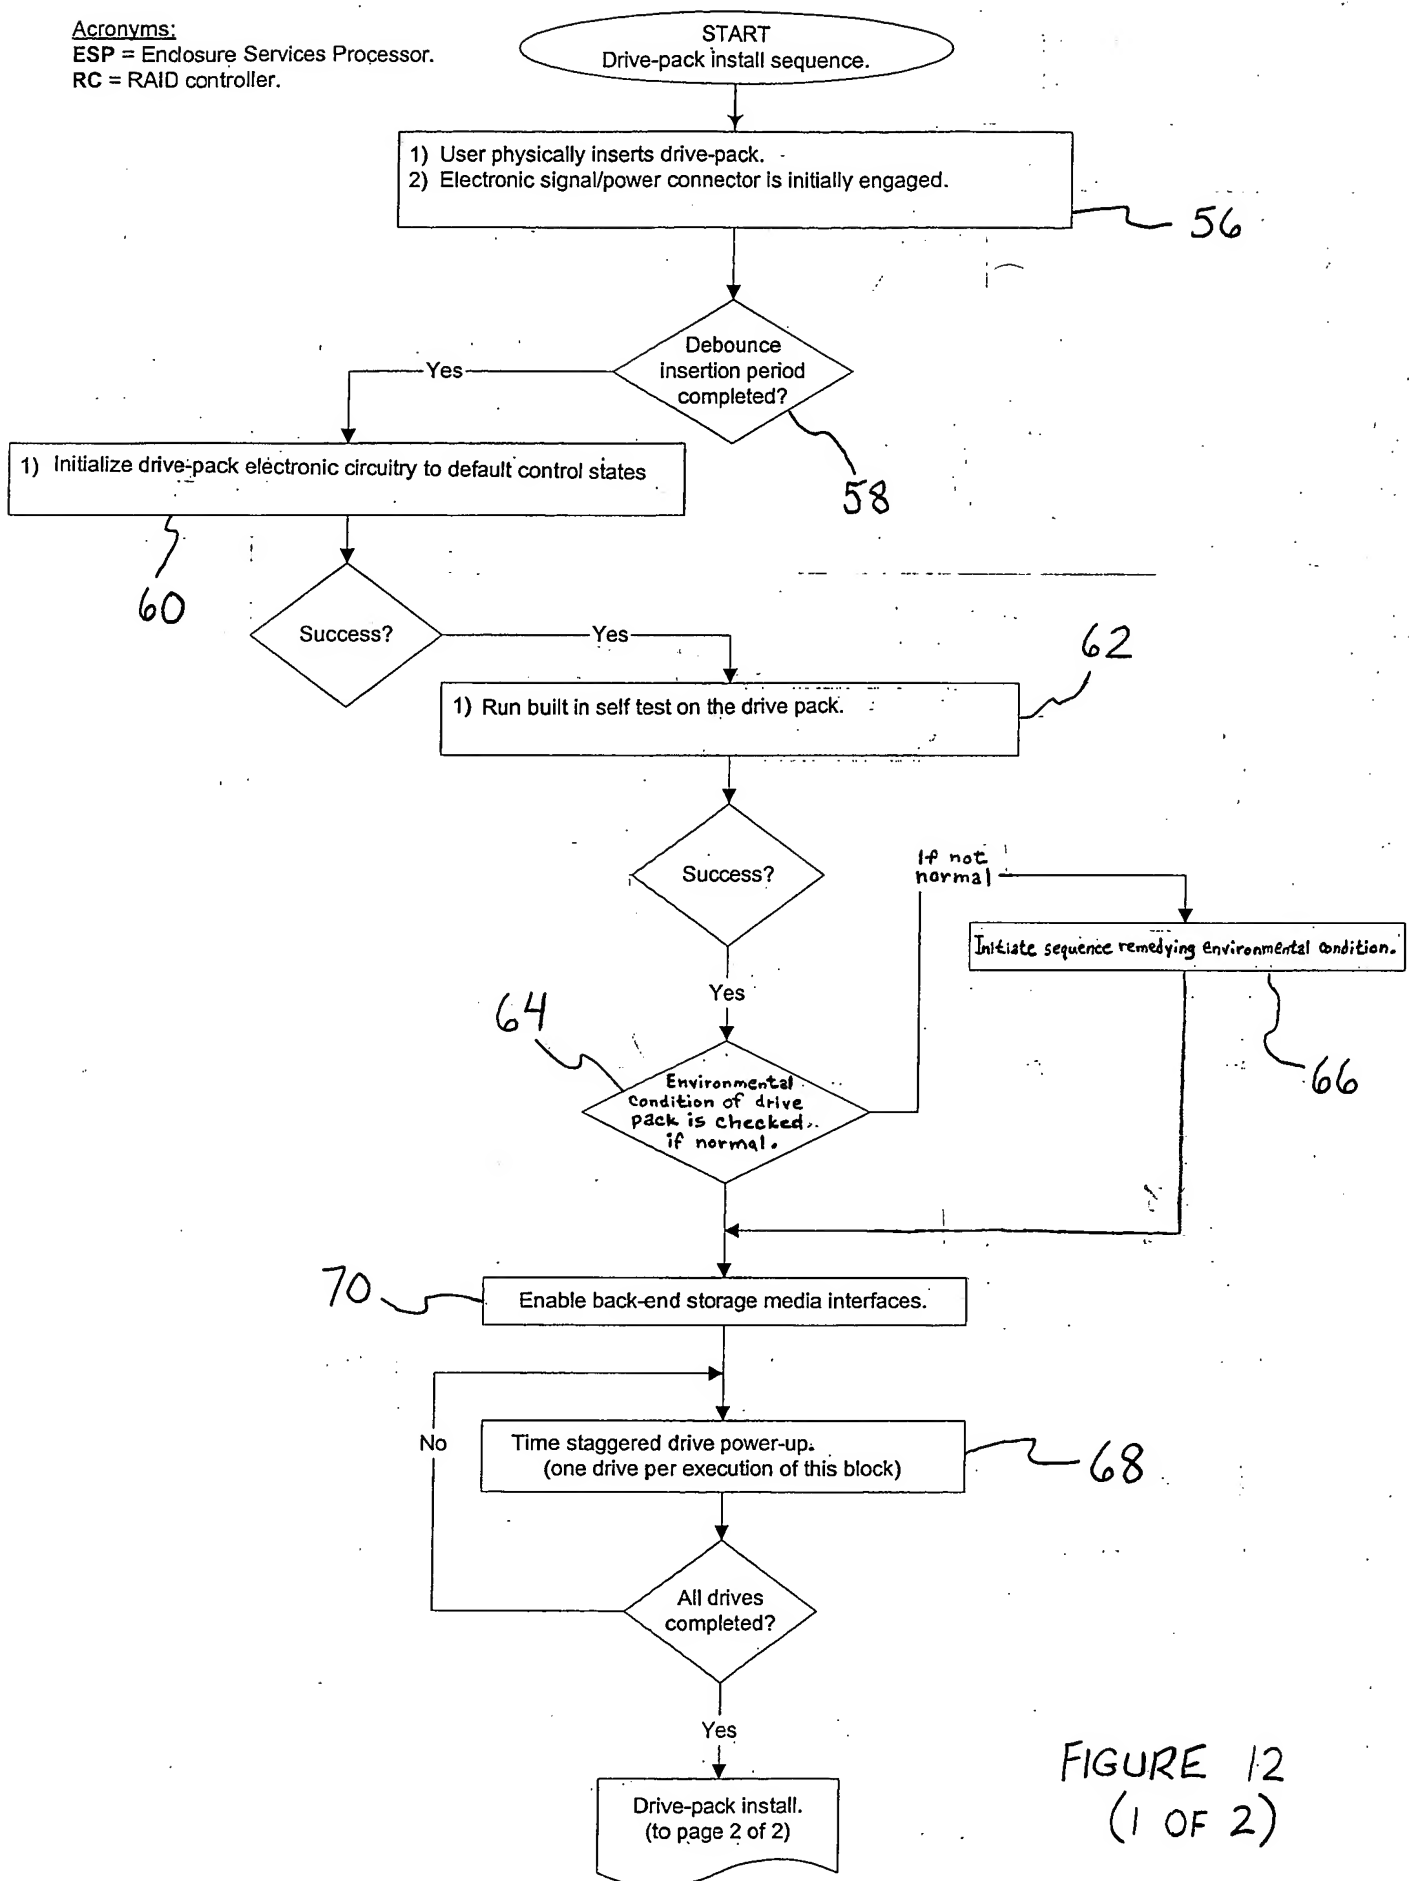 Acronyms:
ESP = Enclosure Services Processor.
RC = RAID controller.
START
Drive-pack install sequence.
1) User physically inserts drive-pack.
2) Electronic signal/power connector is initially engaged.
56
Debounce
insertion period
completed?
Yes
58
1) Initialize drive-pack electronic circuitry to default control states
60
Success?
Yes
62
1) Run built in self test on the drive pack.
Success?
If not
normal
Initiate sequence remedying environmental condition.
Yes
64
66
Environmental
Condition of drive
pack is checked
if normal.
70
Enable back-end storage media interfaces.
No
Time staggered drive power-up.
(one drive per execution of this block)
68
All drives
completed?
Yes
Drive-pack install.
(to page 2 of 2)
FIGURE 12
(1 OF 2)